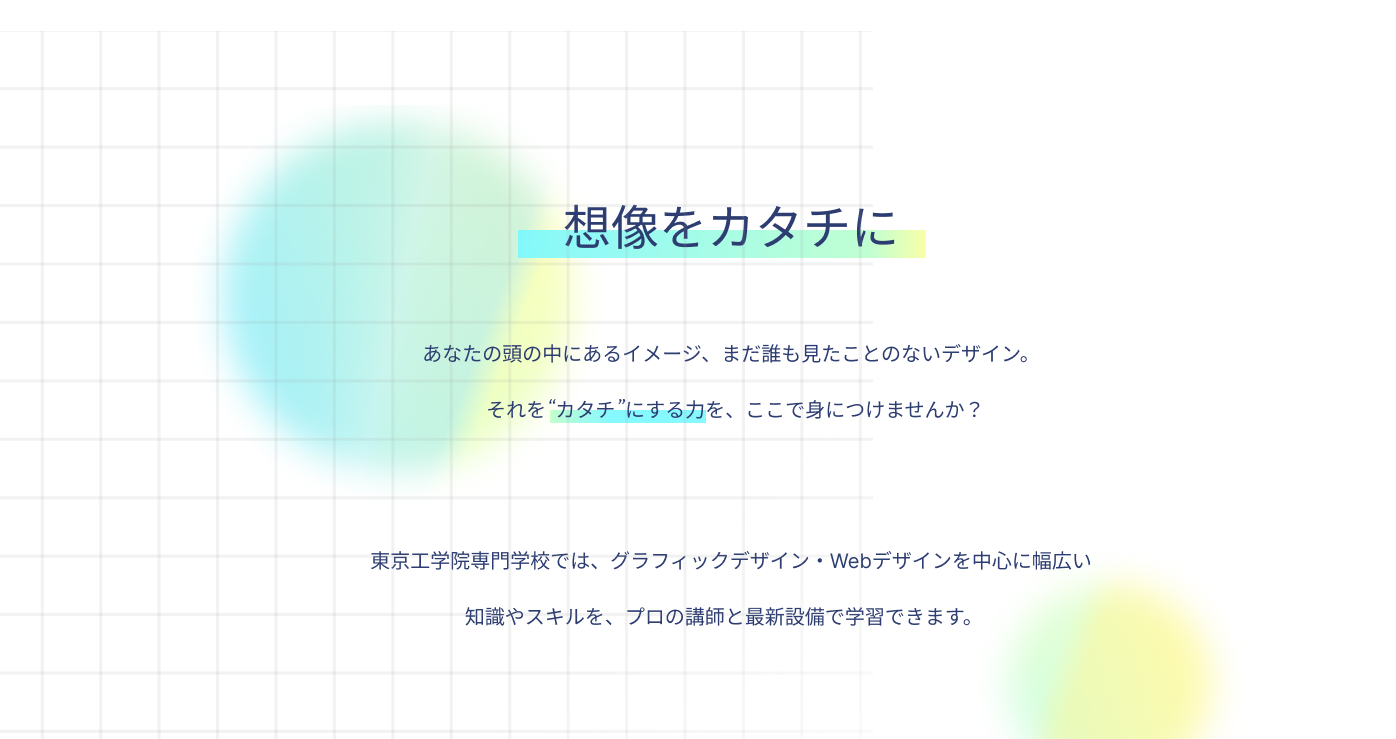 想像をカタチに
あなたの頭の中にあるイメージ、まだ誰も見たことのないデザイン。
それを“カタチ”にする力を、ここで身につけませんか？
東京工学院専門学校では、グラフィックデザイン・Webデザインを中心に幅広い
知識やスキルを、プロの講師と最新設備で学習できます。